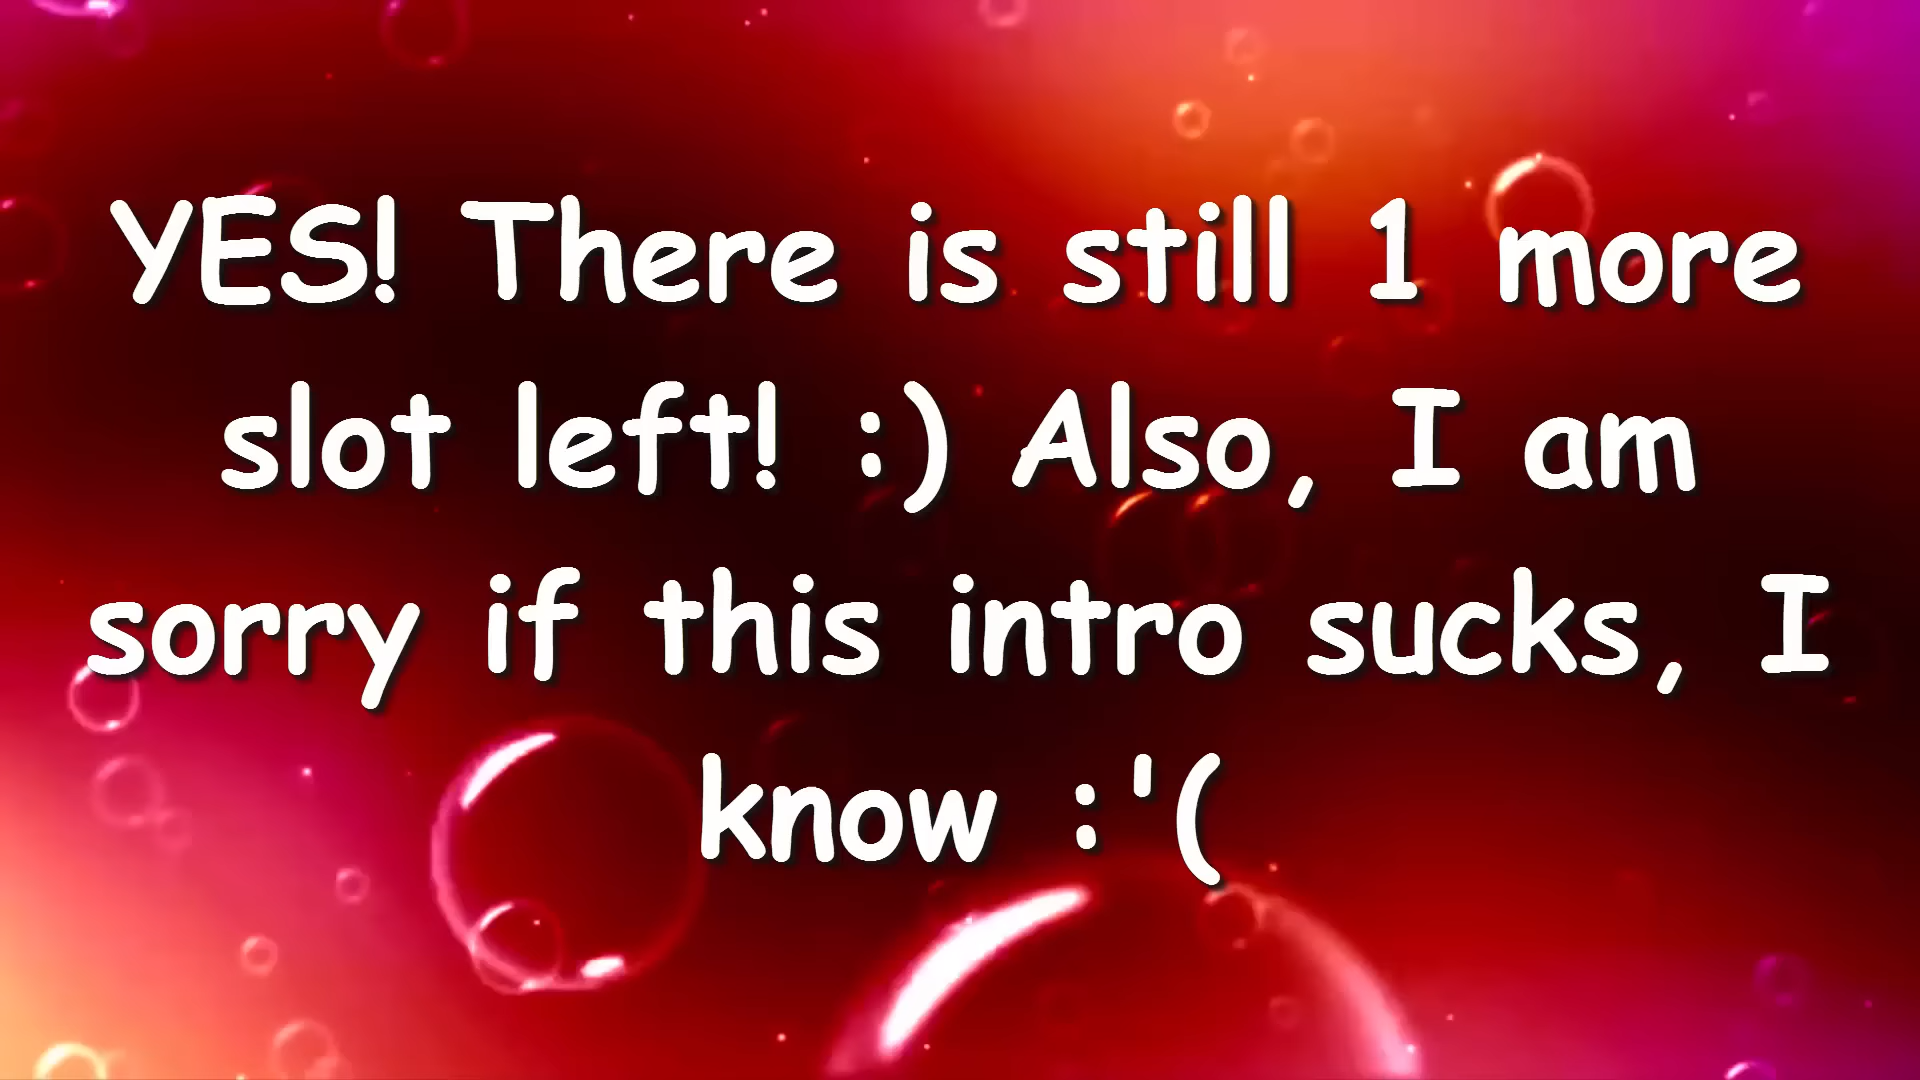 YES! There is still 1 more
slot left! :) Also, I am
sorry if this intro sucks, I
know :'(